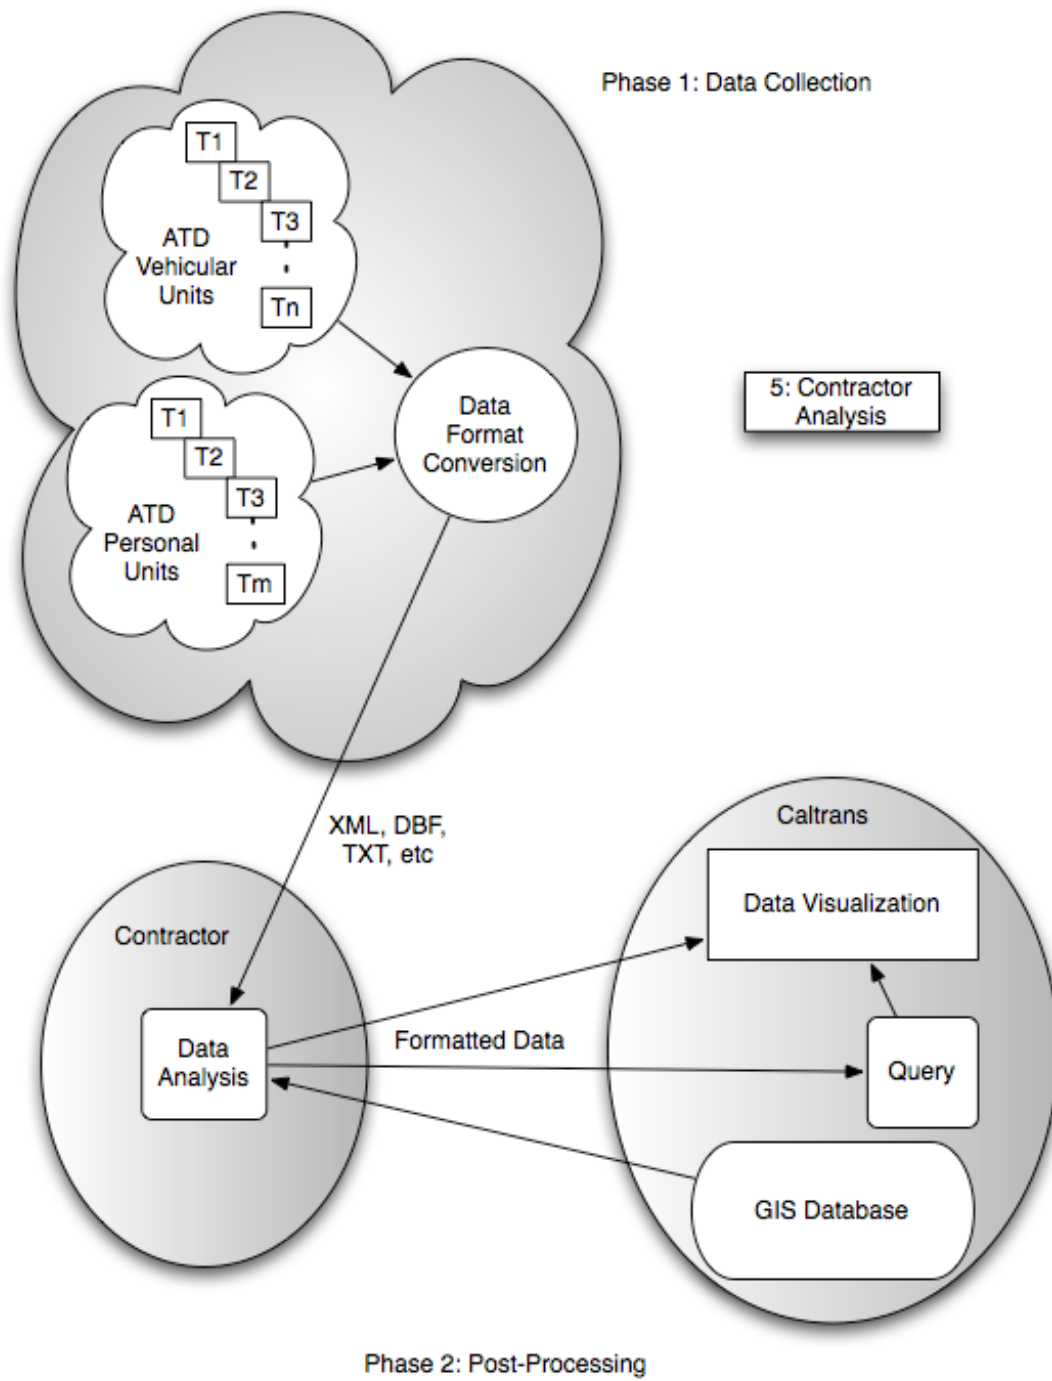 Phase 1: Data Collection
T1
T2
T3
Tn
ATD
Vehicular
Units
T1
T2
T3
Tm
ATD
Personal
Units
Data
Format
Conversion
5: Contractor
Analysis
XML, DBF,
TXT, etc
Contractor
Data
Analysis
Formatted Data
Caltrans
Data Visualization
Query
GIS Database
Phase 2: Post-Processing